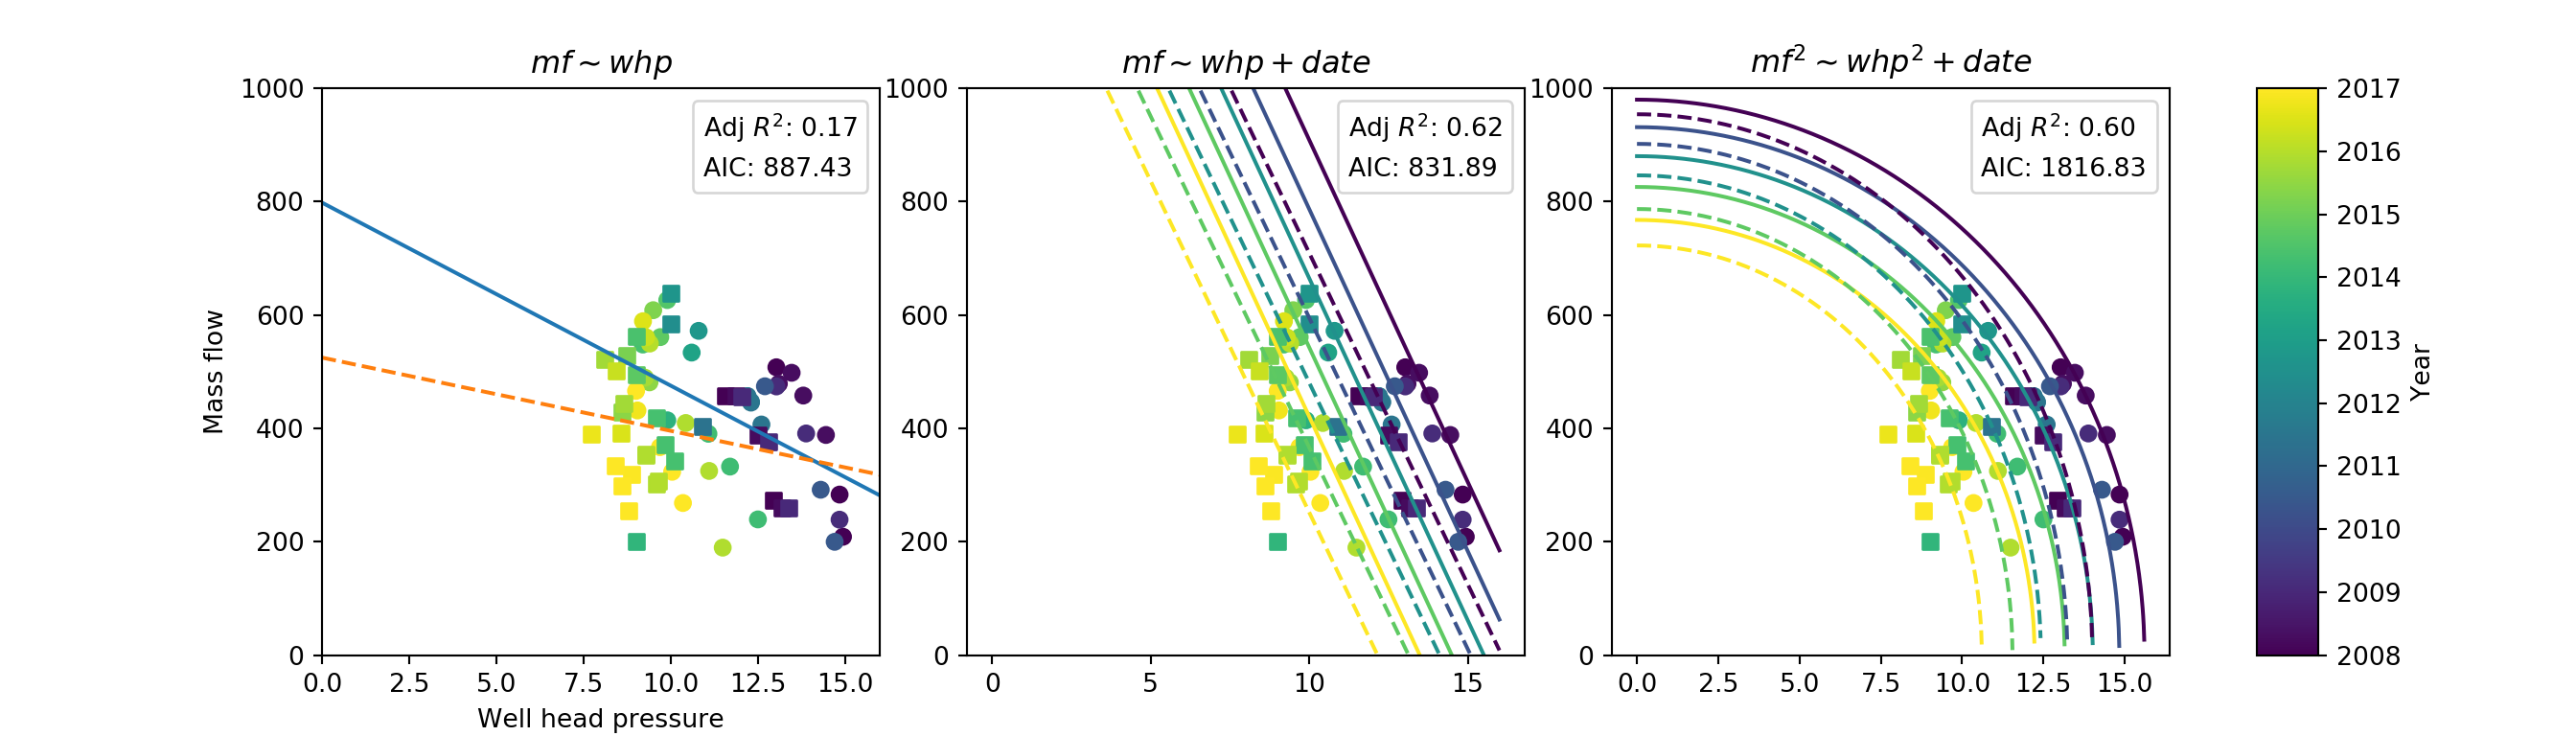 mf ~ whp
1000
800
600
400
200
0
Mass flow
0.0 2.5 5.0 7.5 10.0 12.5 15.0
Well head pressure
Adj R²: 0.17
AIC: 887.43
mf ~ whp + date
1000
800
600
400
200
0
0 5 10 15
Adj R²: 0.62
AIC: 831.89
mf² ~ whp² + date
1000
800
600
400
200
0
0.0 2.5 5.0 7.5 10.0 12.5 15.0
Adj R²: 0.60
AIC: 1816.83
2017
2016
2015
2014
2013
2012
2011
2010
2009
2008
Year